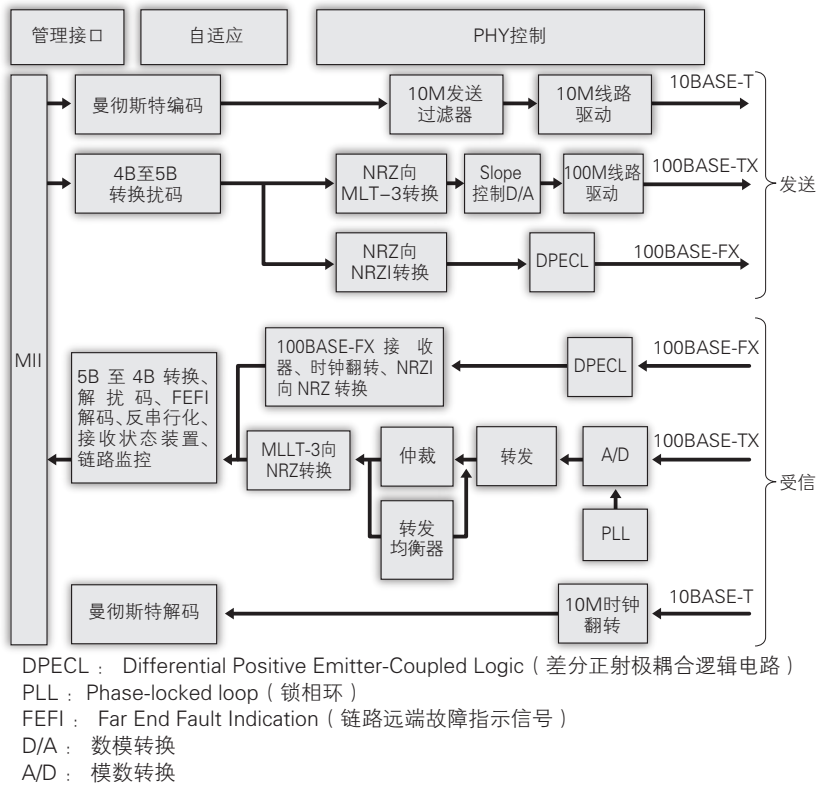 管理接口
自适应
PHY控制
MII
曼彻斯特编码
10M发送
过滤器
10M线路
驱动
10BASE-T
4B至5B
转换扰码
NRZ向
MLT-3转换
Slope
控制D/A
100M线路
驱动
100BASE-TX
NRZ向
NRZI转换
DPECL
100BASE-FX
发送
5B 至 4B 转换、
解 扰 码、FEFI
解码、反串行化、
接收状态装置、
链路监控
100BASE-FX 接 收
器、时钟翻转、NRZI
向 NRZ 转换
DPECL
100BASE-FX
MLLT-3向
NRZ转换
仲裁
转发
A/D
100BASE-TX
转发
均衡器
PLL
受信
曼彻斯特解码
10M时钟
翻转
10BASE-T
DPECL： Differential Positive Emitter-Coupled Logic（差分正射极耦合逻辑电路）
PLL：Phase-locked loop（锁相环）
FEFI： Far End Fault Indication（链路远端故障指示信号）
D/A： 数模转换
A/D： 模数转换